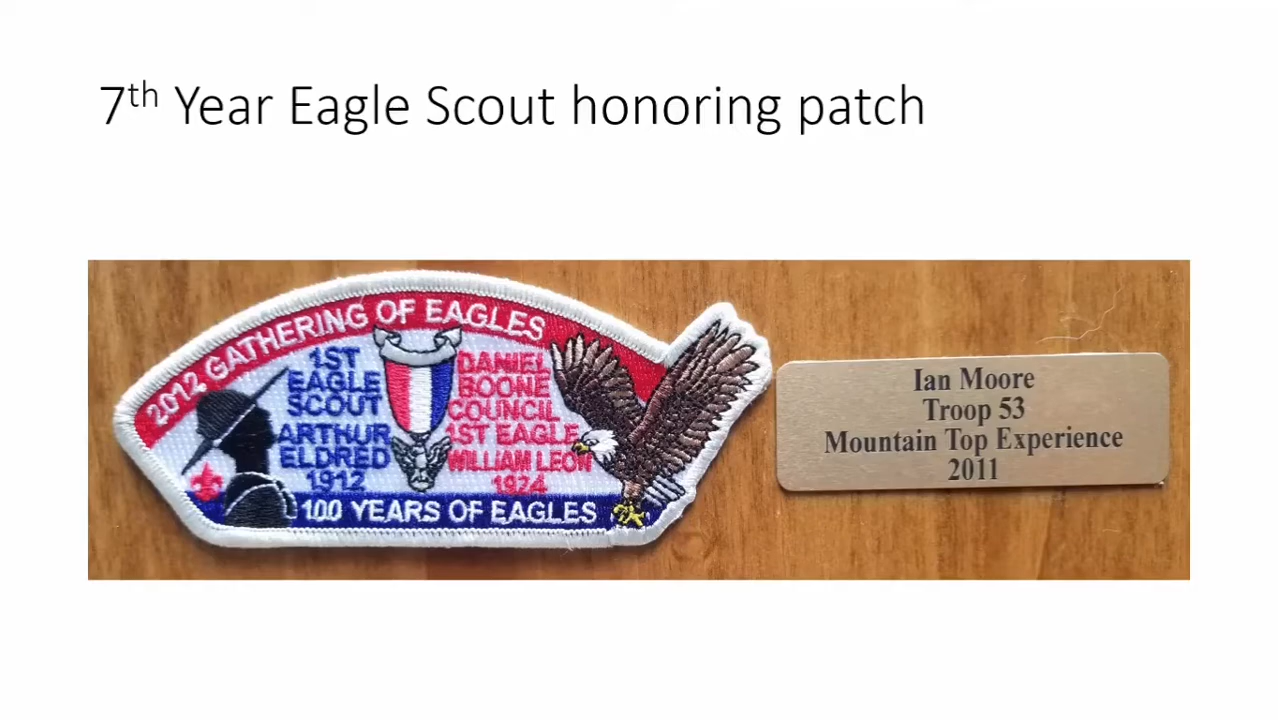 7th Year Eagle Scout honoring patch
2012 GATHERING OF EAGLES
1ST
EAGLE
SCOUT
ARTHUR
ELDRED
1912
DANIEL
BOONE
COUNCIL
1ST EAGLE
WILLIAM LEON
1924
100 YEARS OF EAGLES
Ian Moore
Troop 53
Mountain Top Experience
2011